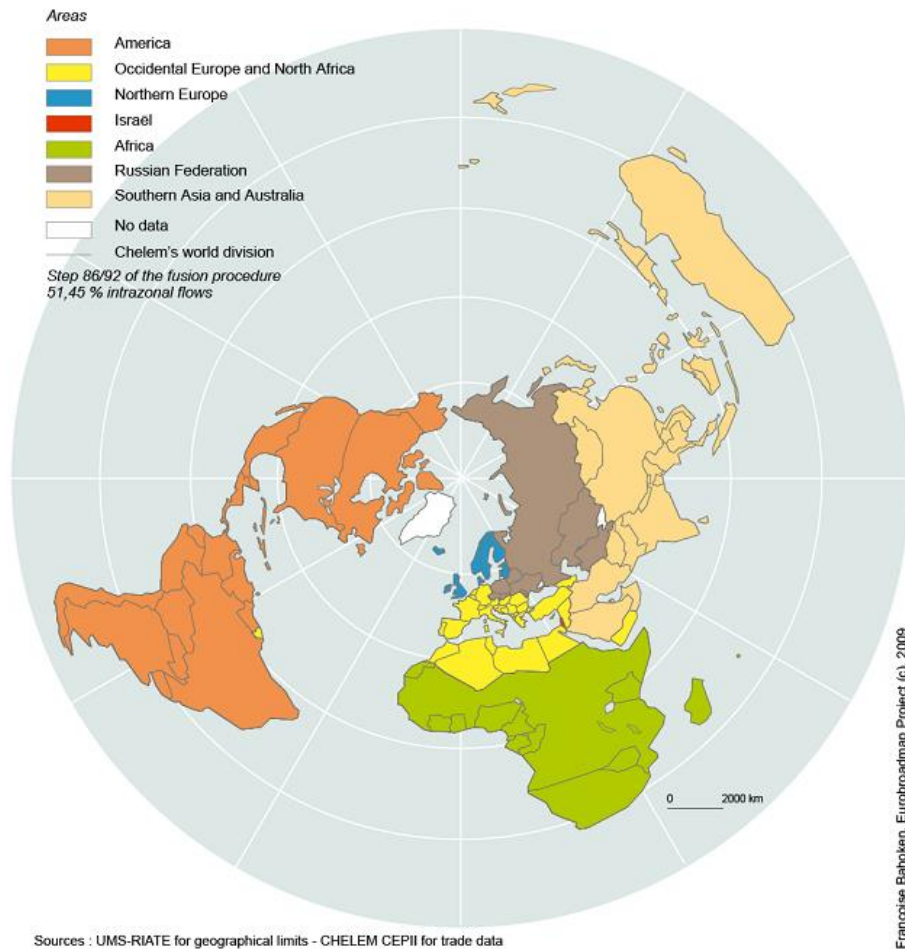 Areas
America
Occidental Europe and North Africa
Northern Europe
Israël
Africa
Russian Federation
Southern Asia and Australia
No data
Chelem's world division
Step 86/92 of the fusion procedure
51,45 % intrazonal flows
0 2000 km
Françoise Bahoken, Eurobroadmap Project (c), 2009
Sources : UMS-RIATE for geographical limits - CHELEM CEPII for trade data